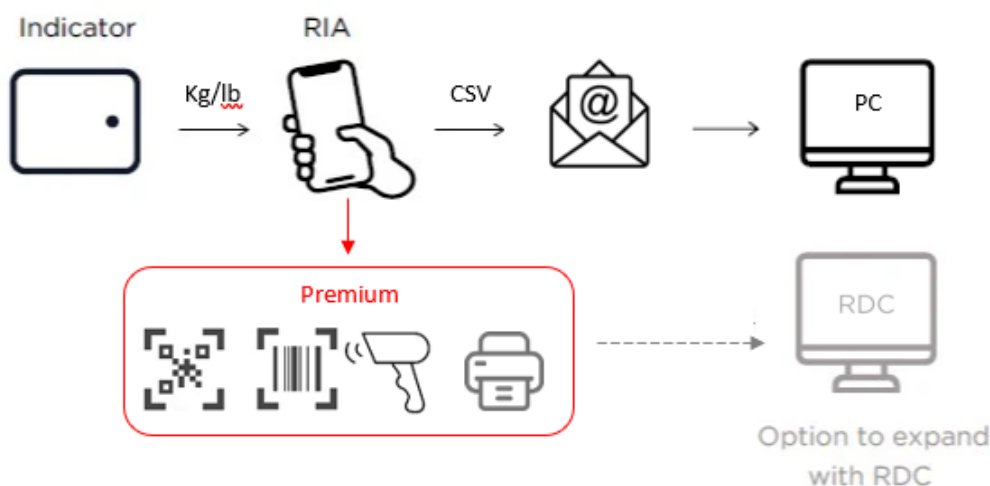 Indicator
RIA
Kg/lb
CSV
@
PC
Premium
RDC
Option to expand
with RDC